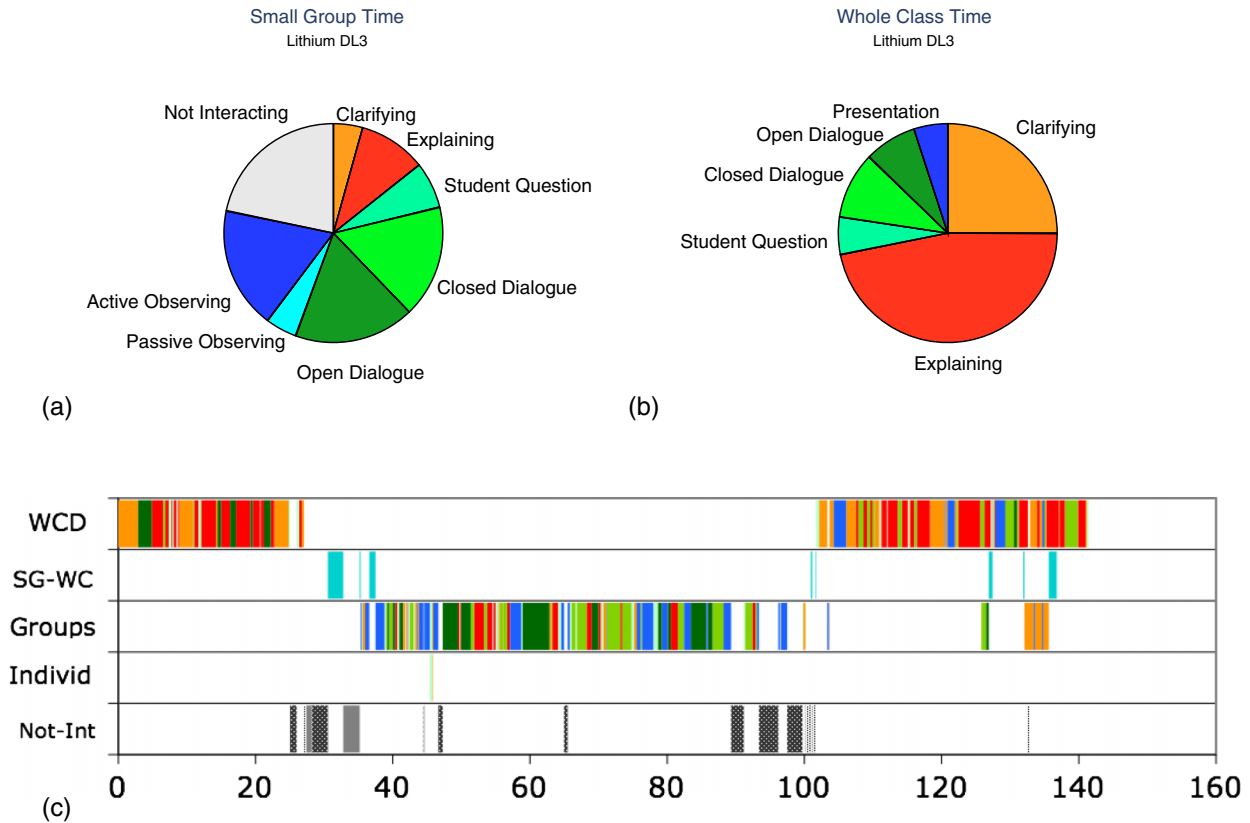 Small Group Time
Lithium DL3
Not Interacting
Clarifying
Explaining
Student Question
Closed Dialogue
Open Dialogue
Passive Observing
Active Observing
(a)
Whole Class Time
Lithium DL3
Presentation
Open Dialogue
Closed Dialogue
Student Question
Clarifying
Explaining
(b)
WCD
SG-WC
Groups
Individ
Not-Int
0 20 40 60 80 100 120 140 160
(c)